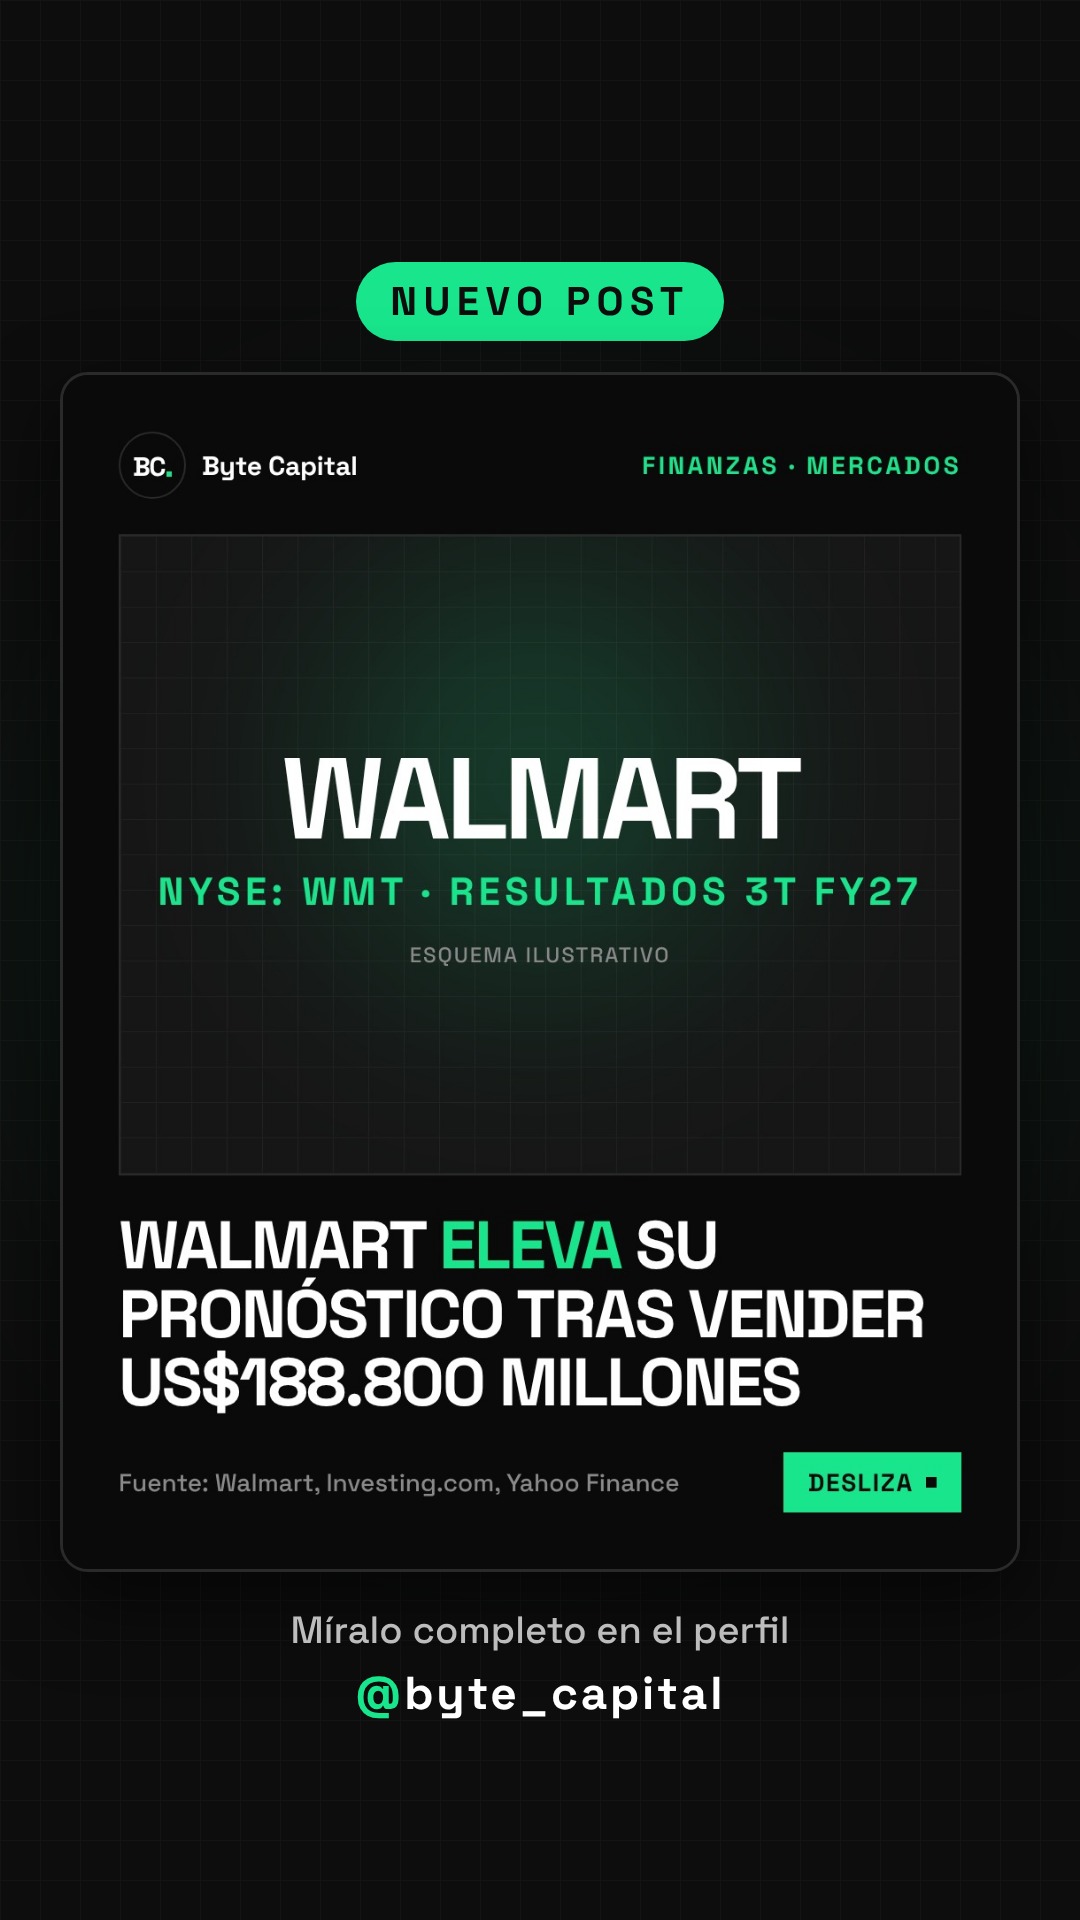 NUEVO POST
BC.
Byte Capital
FINANZAS · MERCADOS
WALMART
NYSE: WMT · RESULTADOS 3T FY27
ESQUEMA ILUSTRATIVO
WALMART ELEVA SU
PRONÓSTICO TRAS VENDER
US$188.800 MILLONES
Fuente: Walmart, Investing.com, Yahoo Finance
DESLIZA ▪
Míralo completo en el perfil
@byte_capital